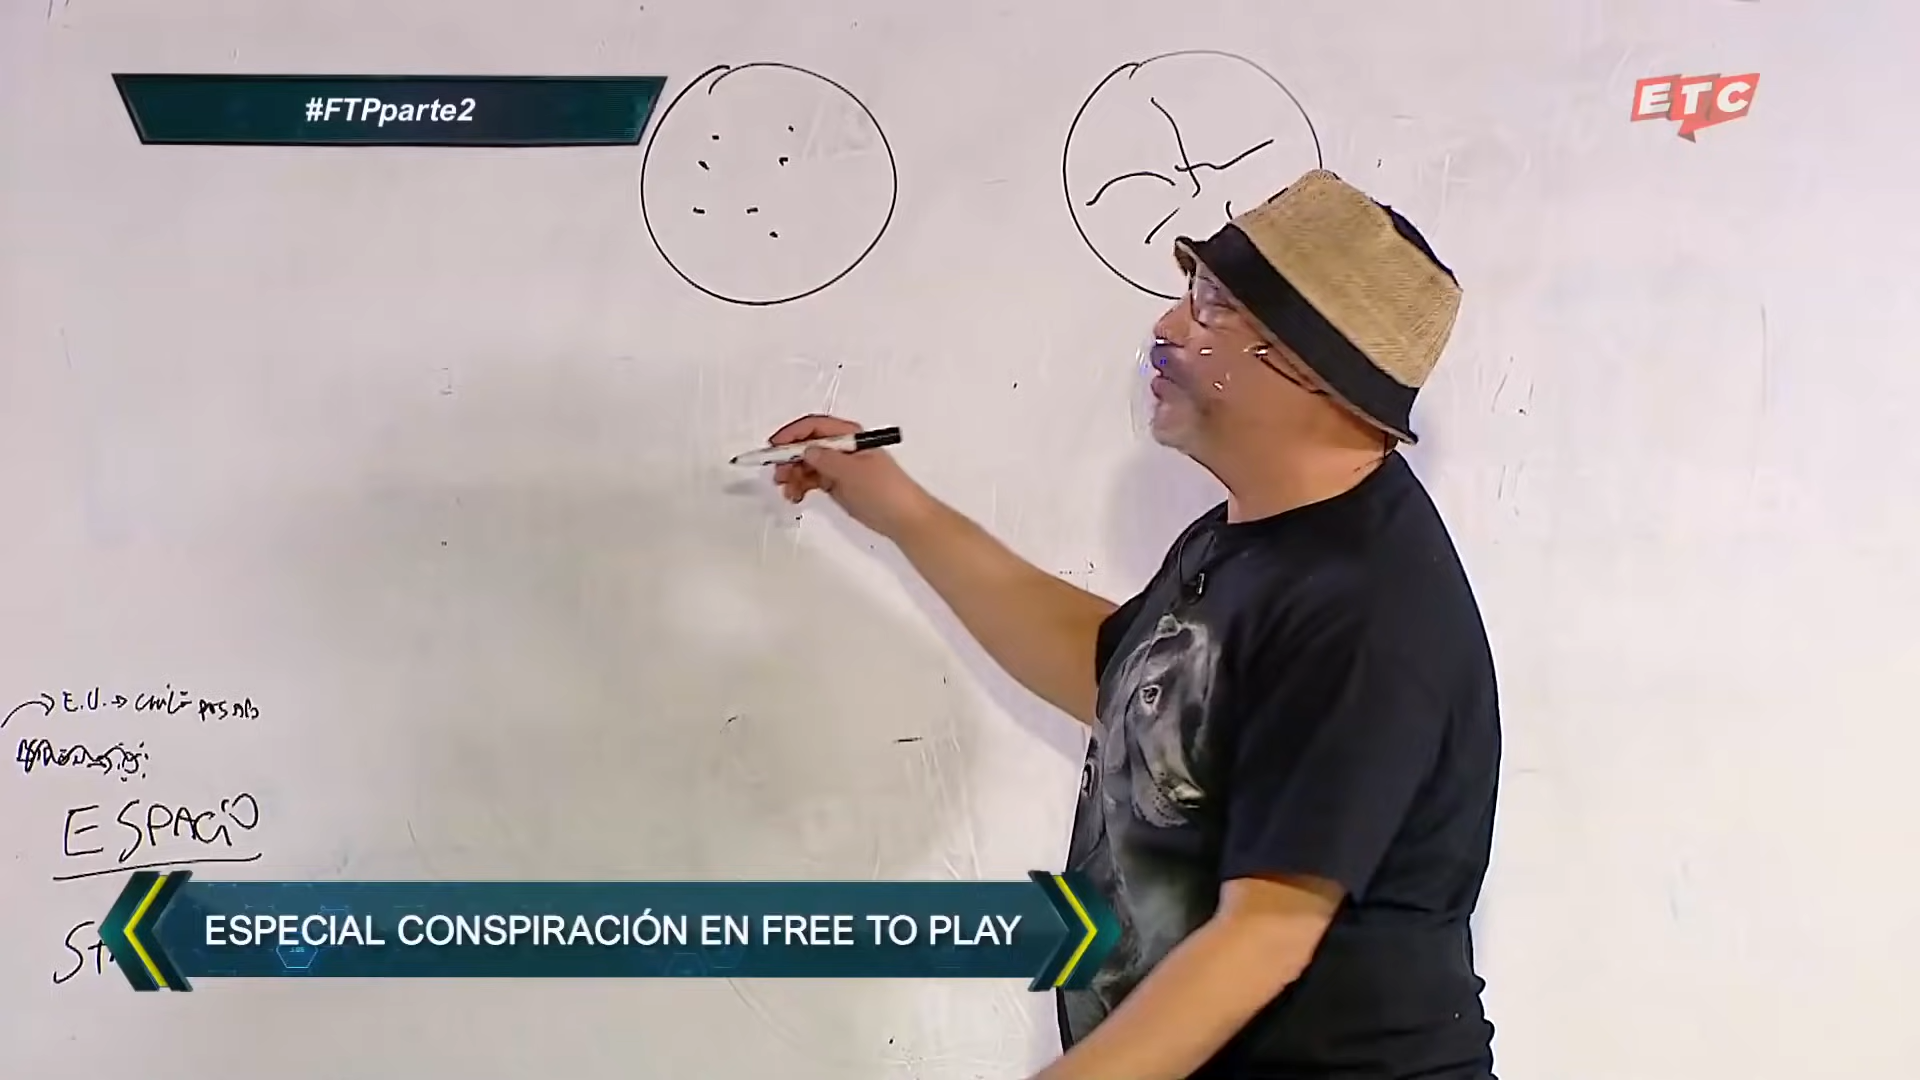 #FTPparte2
ETC
E.U. → CHILE
ESPACIO
ESPECIAL CONSPIRACIÓN EN FREE TO PLAY